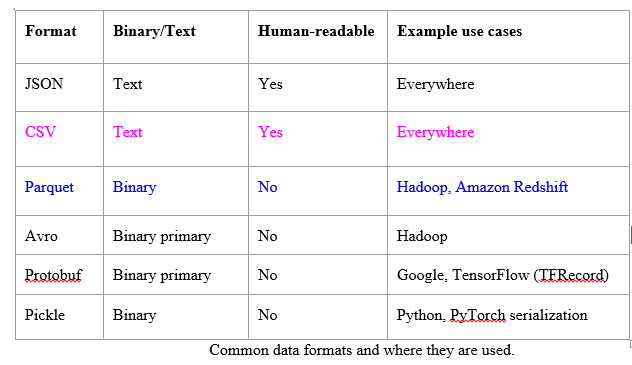 Format Binary/Text Human-readable Example use cases
JSON Text Yes Everywhere
CSV Text Yes Everywhere
Parquet Binary No Hadoop, Amazon Redshift
Avro Binary primary No Hadoop
Protobuf Binary primary No Google, TensorFlow (TFRecord)
Pickle Binary No Python, PyTorch serialization
Common data formats and where they are used.